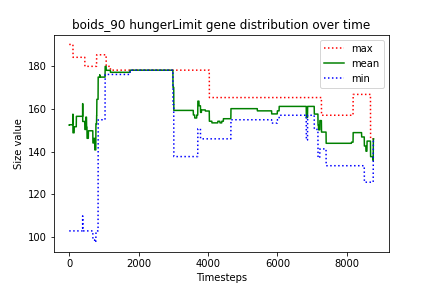 boids_90 hungerLimit gene distribution over time
max
mean
min
Size value
180
160
140
120
100
0
2000
4000
6000
8000
Timesteps